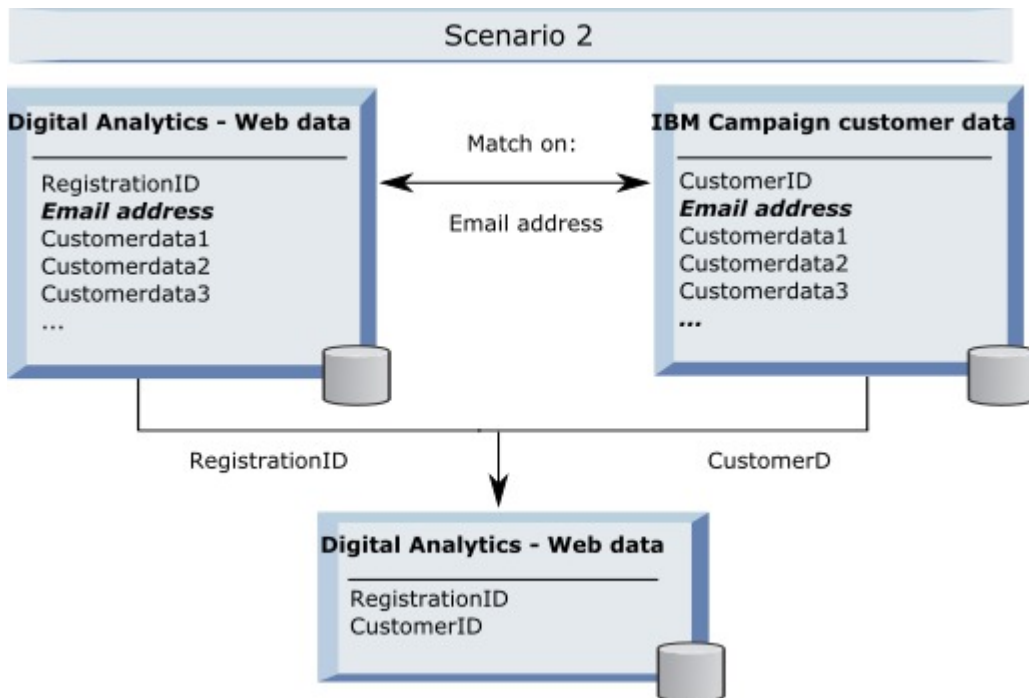 Scenario 2
Digital Analytics - Web data
RegistrationID
Email address
Customerdata1
Customerdata2
Customerdata3
...
Match on:
Email address
IBM Campaign customer data
CustomerID
Email address
Customerdata1
Customerdata2
Customerdata3
...
RegistrationID
CustomerD
Digital Analytics - Web data
RegistrationID
CustomerID